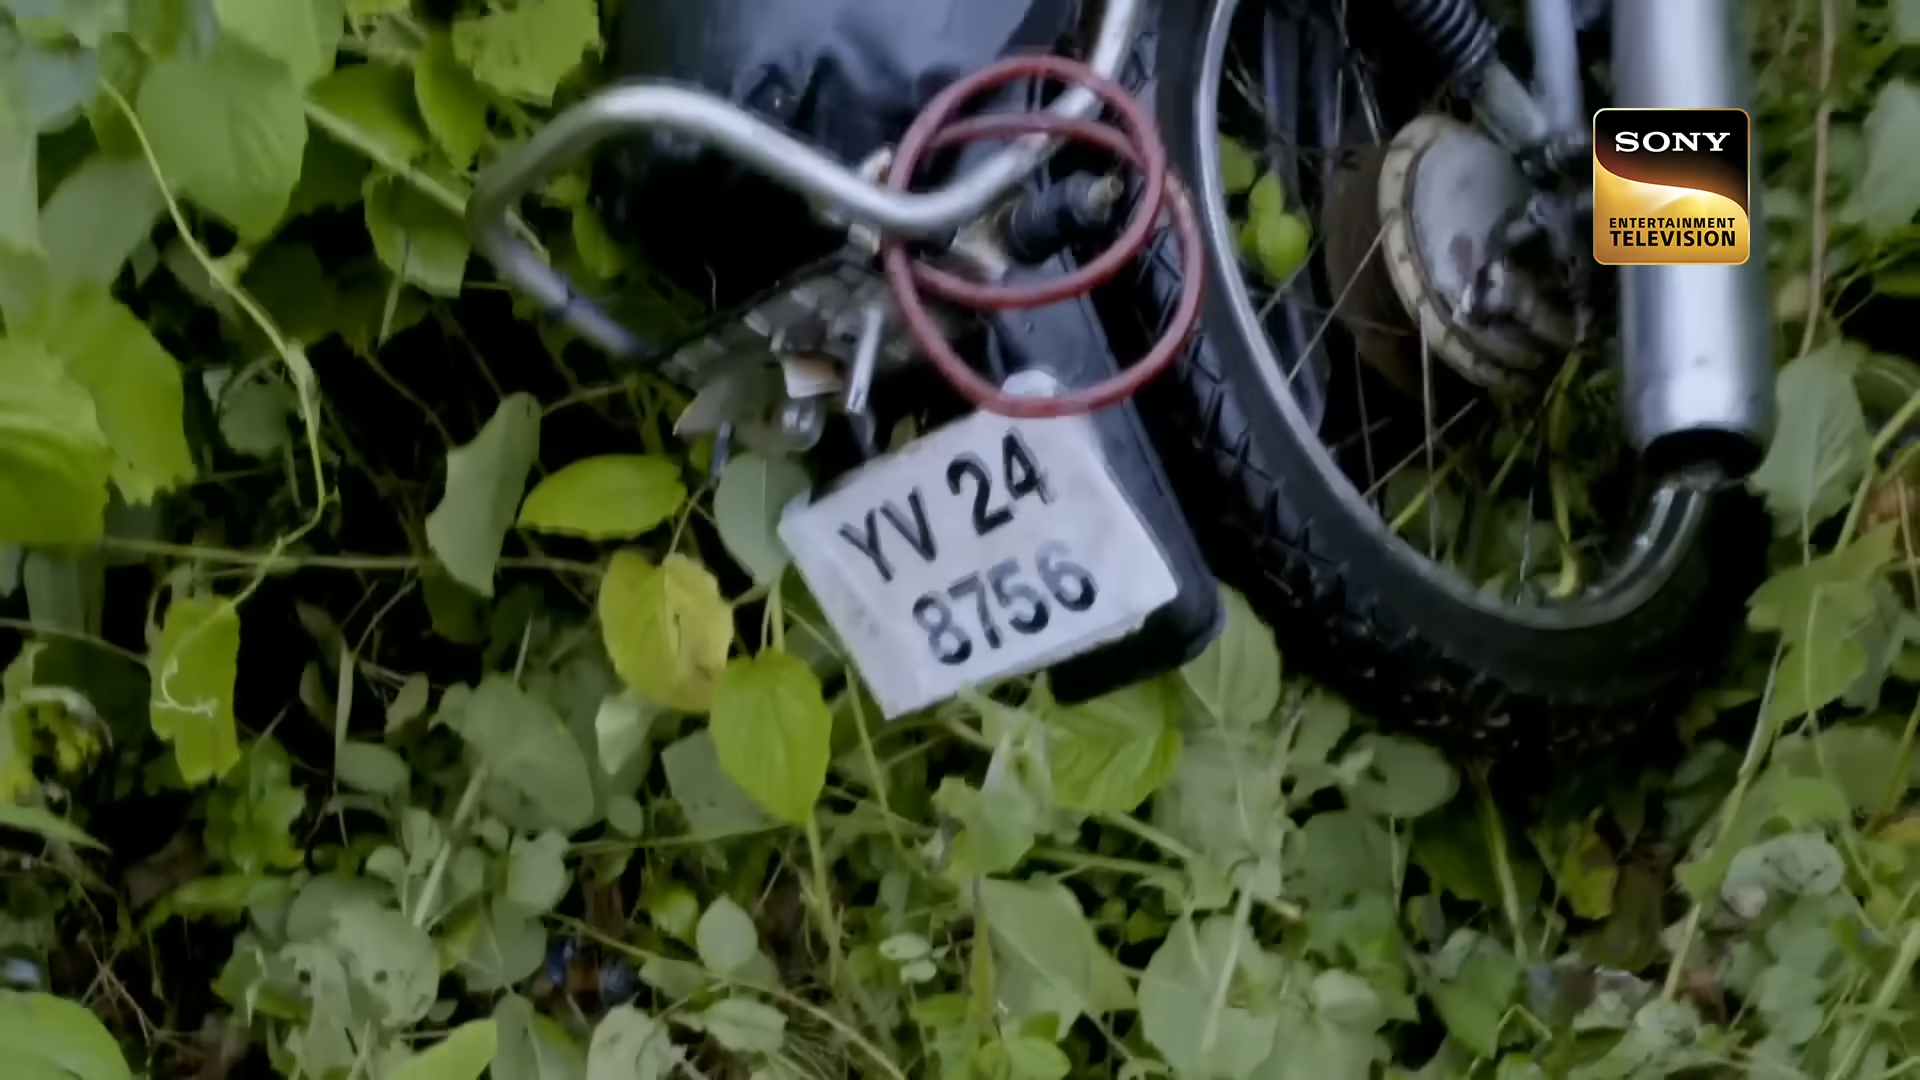 SONY
ENTERTAINMENT
TELEVISION
YV 24
8756